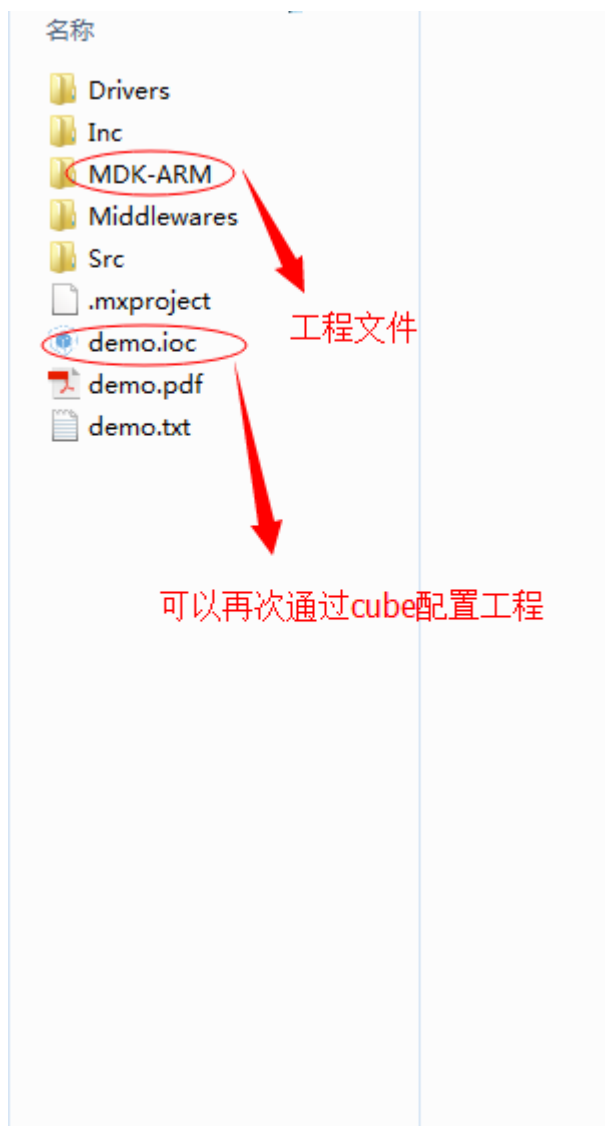 名称
Drivers
Inc
MDK-ARM
Middlewares
Src
.mxproject
工程文件
demo.ioc
demo.pdf
demo.txt
可以再次通过cube配置工程